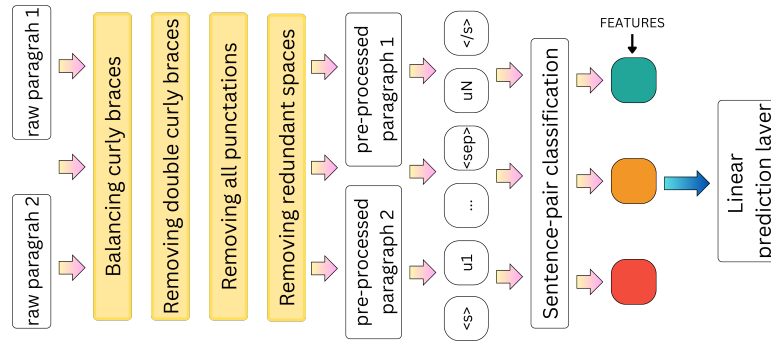 raw paragrah 1
raw paragrah 2
Balancing curly braces
Removing double curly braces
Removing all punctations
Removing redundant spaces
pre-processed
paragraph 1
pre-processed
paragraph 2
</s>
uN
<sep>
...
u1
<s>
Sentence-pair classification
FEATURES
Linear
prediction layer